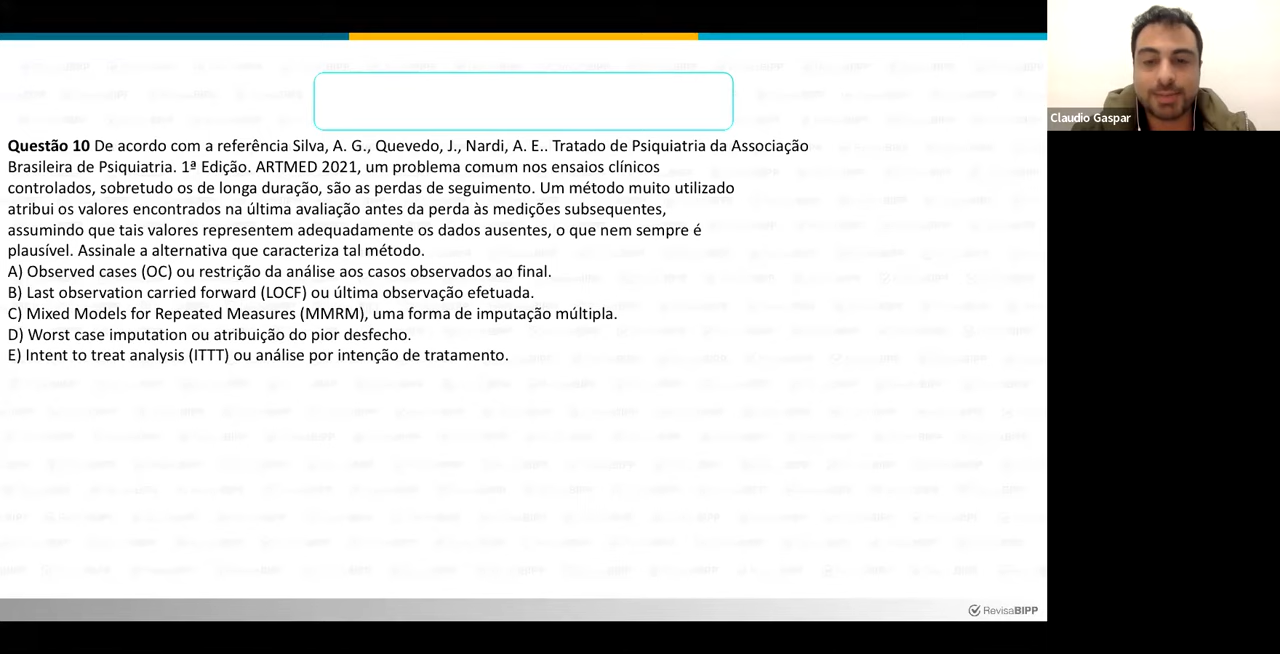 Claudio Gaspar
Questão 10 De acordo com a referência Silva, A. G., Quevedo, J., Nardi, A. E.. Tratado de Psiquiatria da Associação
Brasileira de Psiquiatria. 1ª Edição. ARTMED 2021, um problema comum nos ensaios clínicos
controlados, sobretudo os de longa duração, são as perdas de seguimento. Um método muito utilizado
atribui os valores encontrados na última avaliação antes da perda às medições subsequentes,
assumindo que tais valores representem adequadamente os dados ausentes, o que nem sempre é
plausível. Assinale a alternativa que caracteriza tal método.
A) Observed cases (OC) ou restrição da análise aos casos observados ao final.
B) Last observation carried forward (LOCF) ou última observação efetuada.
C) Mixed Models for Repeated Measures (MMRM), uma forma de imputação múltipla.
D) Worst case imputation ou atribuição do pior desfecho.
E) Intent to treat analysis (ITTT) ou análise por intenção de tratamento.
RevisaBIPP